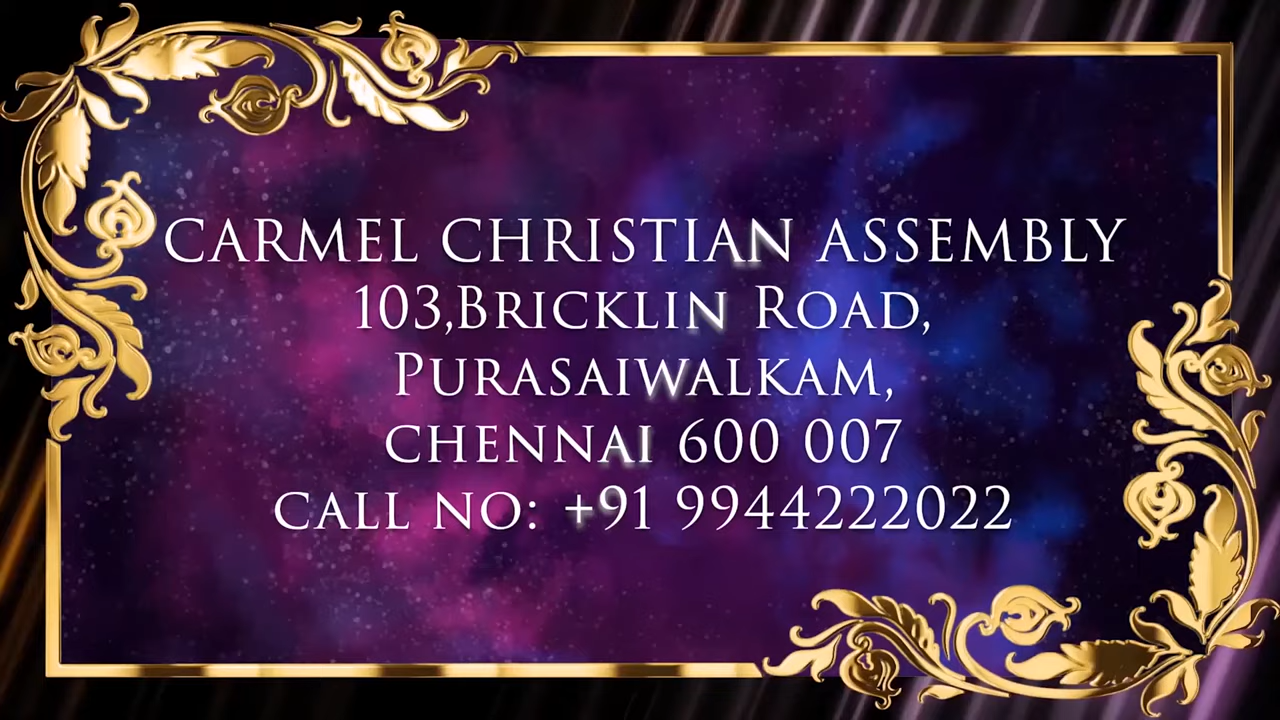 CARMEL CHRISTIAN ASSEMBLY
103,BRICKLIN ROAD,
PURASAIWALKAM,
CHENNAI 600 007
CALL NO: +91 9944222022